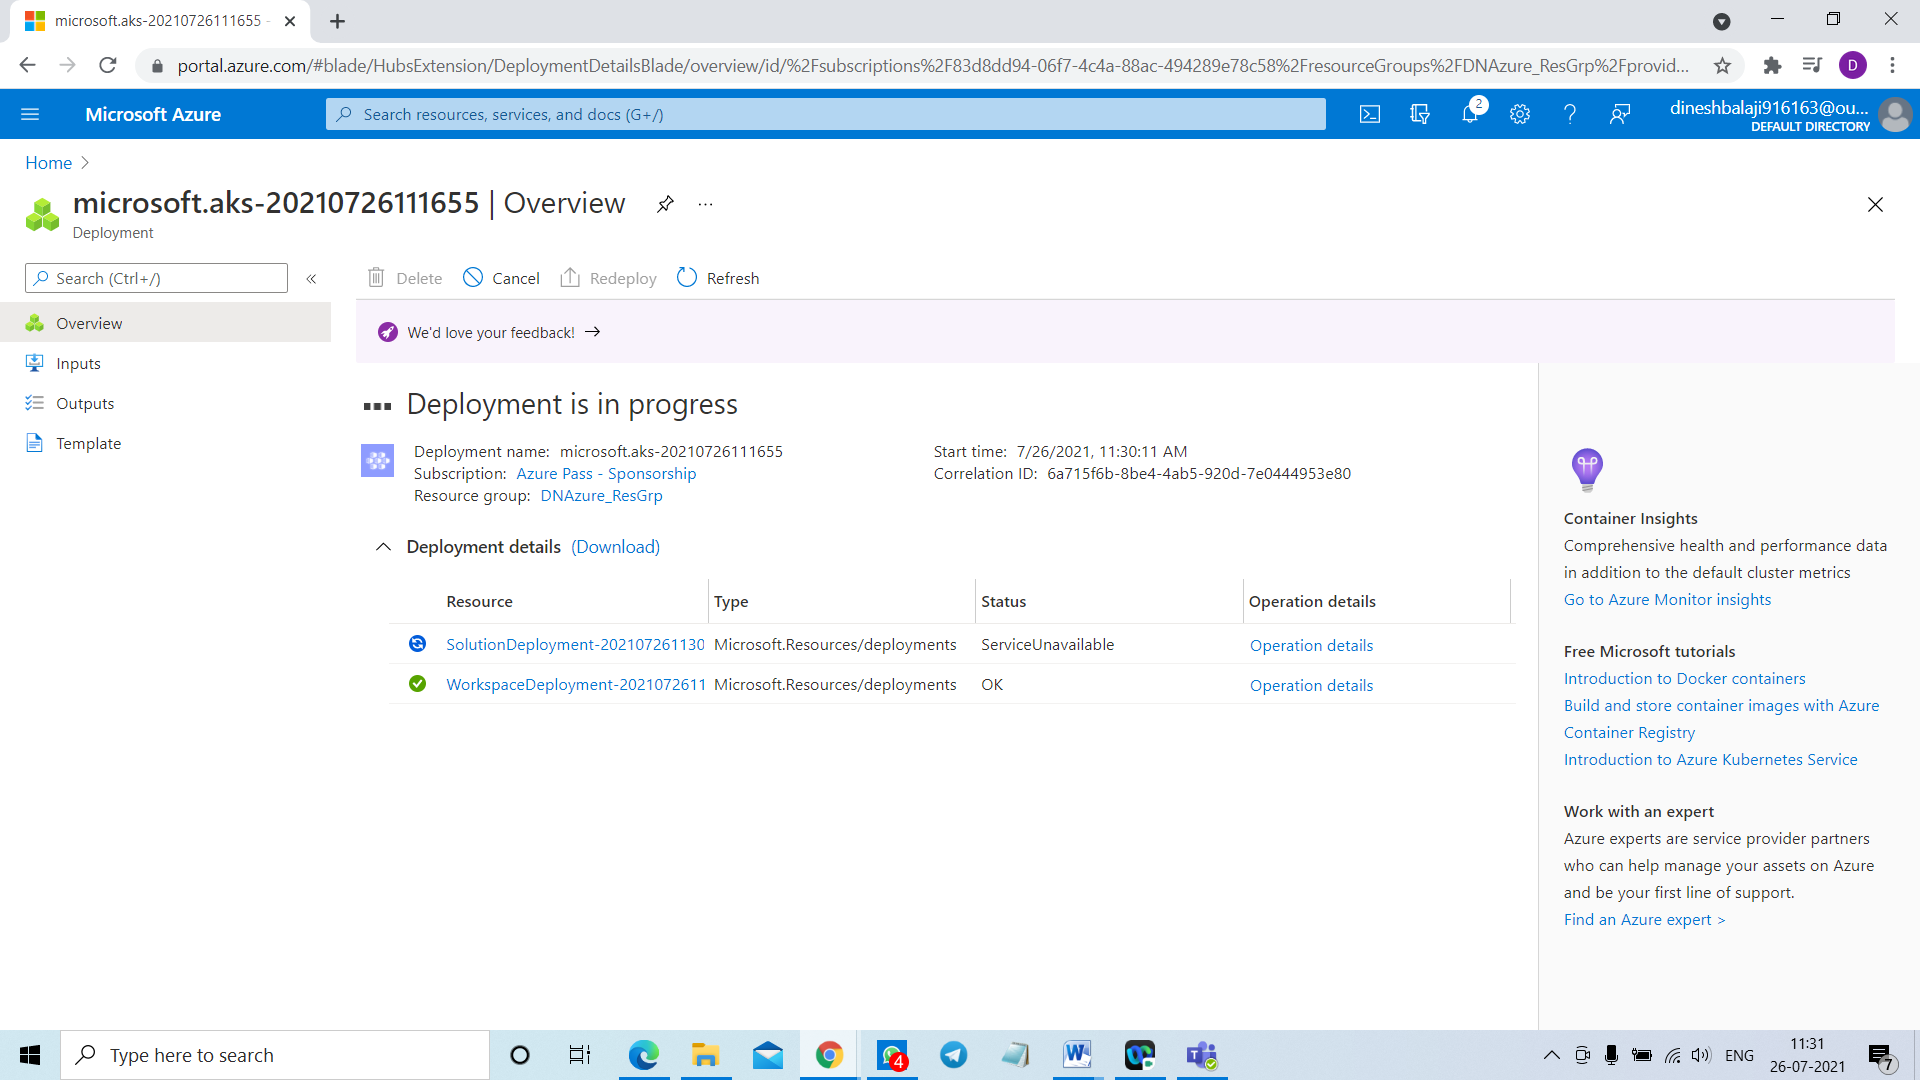 microsoft.aks-20210726111655 -
portal.azure.com/#blade/HubsExtension/DeploymentDetailsBlade/overview/id/%2Fsubscriptions%2F83d8dd94-06f7-4c4a-88ac-494289e78c58%2FresourceGroups%2FDNAzure_ResGrp%2Fprovid...
D
Microsoft Azure
Search resources, services, and docs (G+/)
2
dineshbalaji916163@ou...
DEFAULT DIRECTORY
Home
microsoft.aks-20210726111655 | Overview
Deployment
Search (Ctrl+/)
Delete
Cancel
Redeploy
Refresh
Overview
Inputs
Outputs
Template
We'd love your feedback!
Deployment is in progress
Deployment name: microsoft.aks-20210726111655
Subscription: Azure Pass - Sponsorship
Resource group: DNAzure_ResGrp
Start time: 7/26/2021, 11:30:11 AM
Correlation ID: 6a715f6b-8be4-4ab5-920d-7e0444953e80
Deployment details (Download)
Resource Type Status Operation details
SolutionDeployment-202107261130 Microsoft.Resources/deployments ServiceUnavailable Operation details
WorkspaceDeployment-2021072611 Microsoft.Resources/deployments OK Operation details
Container Insights
Comprehensive health and performance data
in addition to the default cluster metrics
Go to Azure Monitor insights
Free Microsoft tutorials
Introduction to Docker containers
Build and store container images with Azure
Container Registry
Introduction to Azure Kubernetes Service
Work with an expert
Azure experts are service provider partners
who can help manage your assets on Azure
and be your first line of support.
Find an Azure expert >
Type here to search
4
ENG
11:31
26-07-2021
7